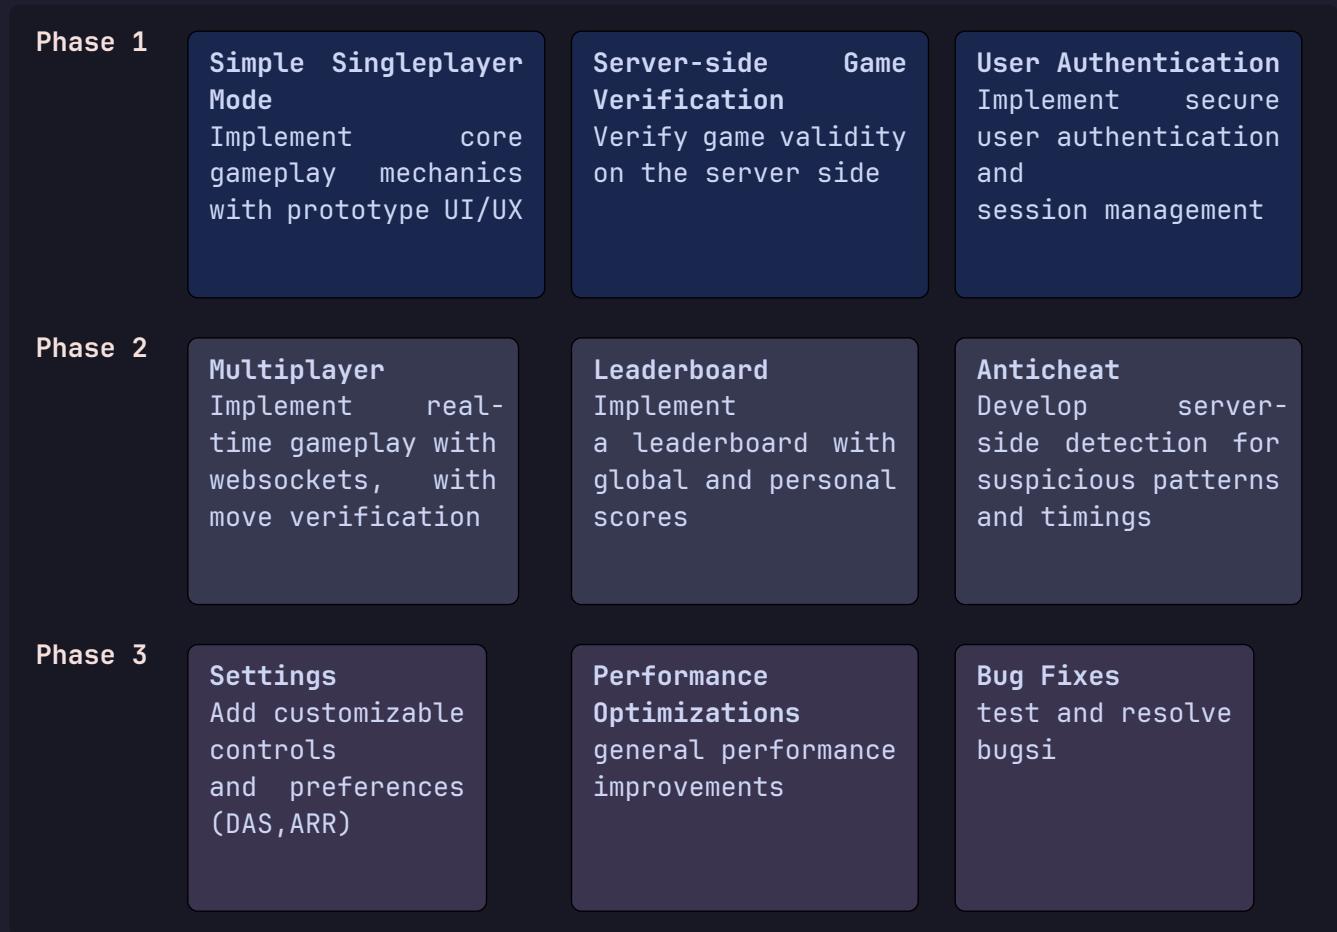 Phase 1
Simple Singleplayer
Mode
Implement core
gameplay mechanics
with prototype UI/UX
Server-side Game
Verification
Verify game validity
on the server side
User Authentication
Implement secure
user authentication
and
session management
Phase 2
Multiplayer
Implement real-
time gameplay with
websockets, with
move verification
Leaderboard
Implement
a leaderboard with
global and personal
scores
Anticheat
Develop server-
side detection for
suspicious patterns
and timings
Phase 3
Settings
Add customizable
controls
and preferences
(DAS,ARR)
Performance
Optimizations
general performance
improvements
Bug Fixes
test and resolve
bugsi